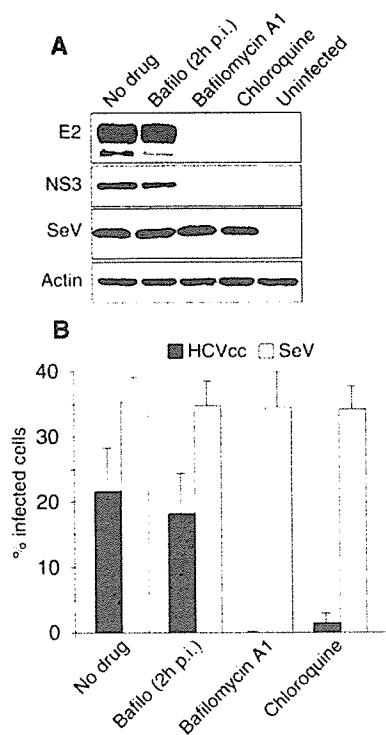 A
No drug
Bafilo (2h p.i.)
Bafilomycin A1
Chloroquine
Uninfected
E2
NS3
SeV
Actin
B
HCVcc SeV
40
30
20
10
0
% infected cells
No drug
Bafilo (2h p.i.)
Bafilomycin A1
Chloroquine